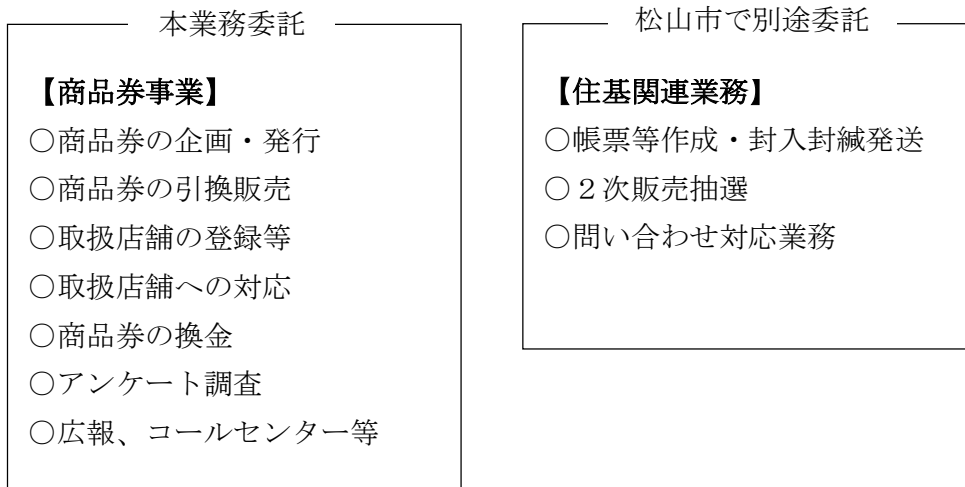 本業務委託
【商品券事業】
○商品券の企画・発行
○商品券の引換販売
○取扱店舗の登録等
○取扱店舗への対応
○商品券の換金
○アンケート調査
○広報、コールセンター等
松山市で別途委託
【住基関連業務】
○帳票等作成・封入封緘発送
○２次販売抽選
○問い合わせ対応業務